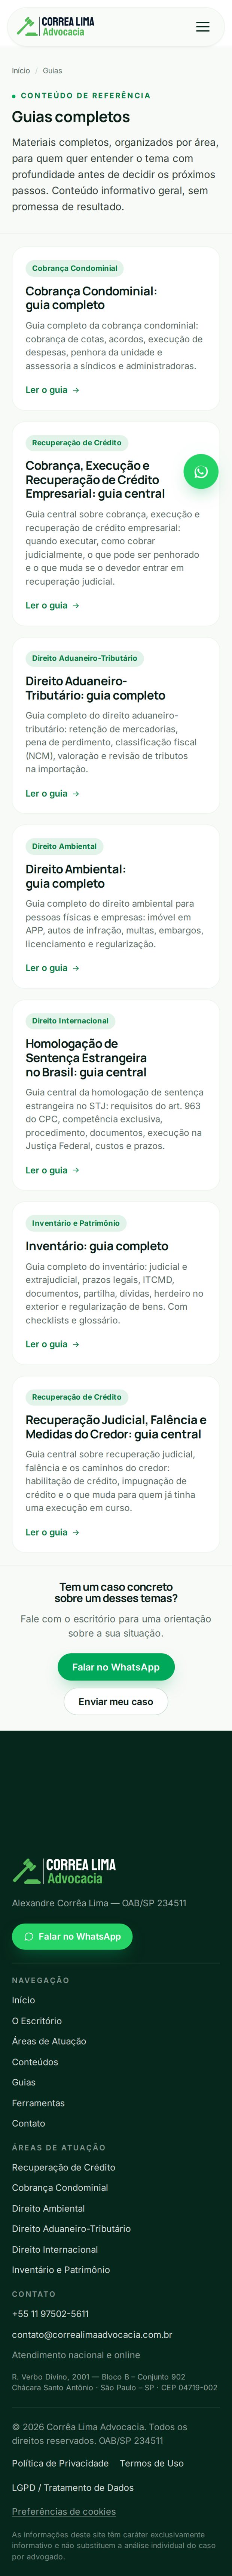 CORREA LIMA
Advocacia
Início / Guias
CONTEÚDO DE REFERÊNCIA
Guias completos
Materiais completos, organizados por área,
para quem quer entender o tema com
profundidade antes de decidir os próximos
passos. Conteúdo informativo geral, sem
promessa de resultado.
Cobrança Condominial
Cobrança Condominial:
guia completo
Guia completo da cobrança condominial:
cobrança de cotas, acordos, execução de
despesas, penhora da unidade e
assessoria a síndicos e administradoras.
Ler o guia →
Recuperação de Crédito
Cobrança, Execução e
Recuperação de Crédito
Empresarial: guia central
Guia central sobre cobrança, execução e
recuperação de crédito empresarial:
quando executar, como cobrar
judicialmente, o que pode ser penhorado
e o que muda se o devedor entrar em
recuperação judicial.
Ler o guia →
Direito Aduaneiro-Tributário
Direito Aduaneiro-
Tributário: guia completo
Guia completo do direito aduaneiro-
tributário: retenção de mercadorias,
pena de perdimento, classificação fiscal
(NCM), valoração e revisão de tributos
na importação.
Ler o guia →
Direito Ambiental
Direito Ambiental:
guia completo
Guia completo do direito ambiental para
pessoas físicas e empresas: imóvel em
APP, autos de infração, multas, embargos,
licenciamento e regularização.
Ler o guia →
Direito Internacional
Homologação de
Sentença Estrangeira
no Brasil: guia central
Guia central da homologação de sentença
estrangeira no STJ: requisitos do art. 963
do CPC, competência exclusiva,
procedimento, documentos, execução na
Justiça Federal, custos e prazos.
Ler o guia →
Inventário e Patrimônio
Inventário: guia completo
Guia completo do inventário: judicial e
extrajudicial, prazos legais, ITCMD,
documentos, partilha, dívidas, herdeiro no
exterior e regularização de bens. Com
checklists e glossário.
Ler o guia →
Recuperação de Crédito
Recuperação Judicial, Falência e
Medidas do Credor: guia central
Guia central sobre recuperação judicial,
falência e os caminhos do credor:
habilitação de crédito, impugnação de
crédito e o que muda para quem já tinha
uma execução em curso.
Ler o guia →
Tem um caso concreto
sobre um desses temas?
Fale com o escritório para uma orientação
sobre a sua situação.
Falar no WhatsApp
Enviar meu caso
CORREA LIMA
Advocacia
Alexandre Corrêa Lima — OAB/SP 234511
Falar no WhatsApp
NAVEGAÇÃO
Início
O Escritório
Áreas de Atuação
Conteúdos
Guias
Ferramentas
Contato
ÁREAS DE ATUAÇÃO
Recuperação de Crédito
Cobrança Condominial
Direito Ambiental
Direito Aduaneiro-Tributário
Direito Internacional
Inventário e Patrimônio
CONTATO
+55 11 97502-5611
contato@correalimaadvocacia.com.br
Atendimento nacional e online
R. Verbo Divino, 2001 — Bloco B – Conjunto 902
Chácara Santo Antônio · São Paulo – SP · CEP 04719-002
© 2026 Corrêa Lima Advocacia. Todos os
direitos reservados. OAB/SP 234511
Política de Privacidade Termos de Uso
LGPD / Tratamento de Dados
Preferências de cookies
As informações deste site têm caráter exclusivamente
informativo e não substituem a análise individual do caso
por advogado.